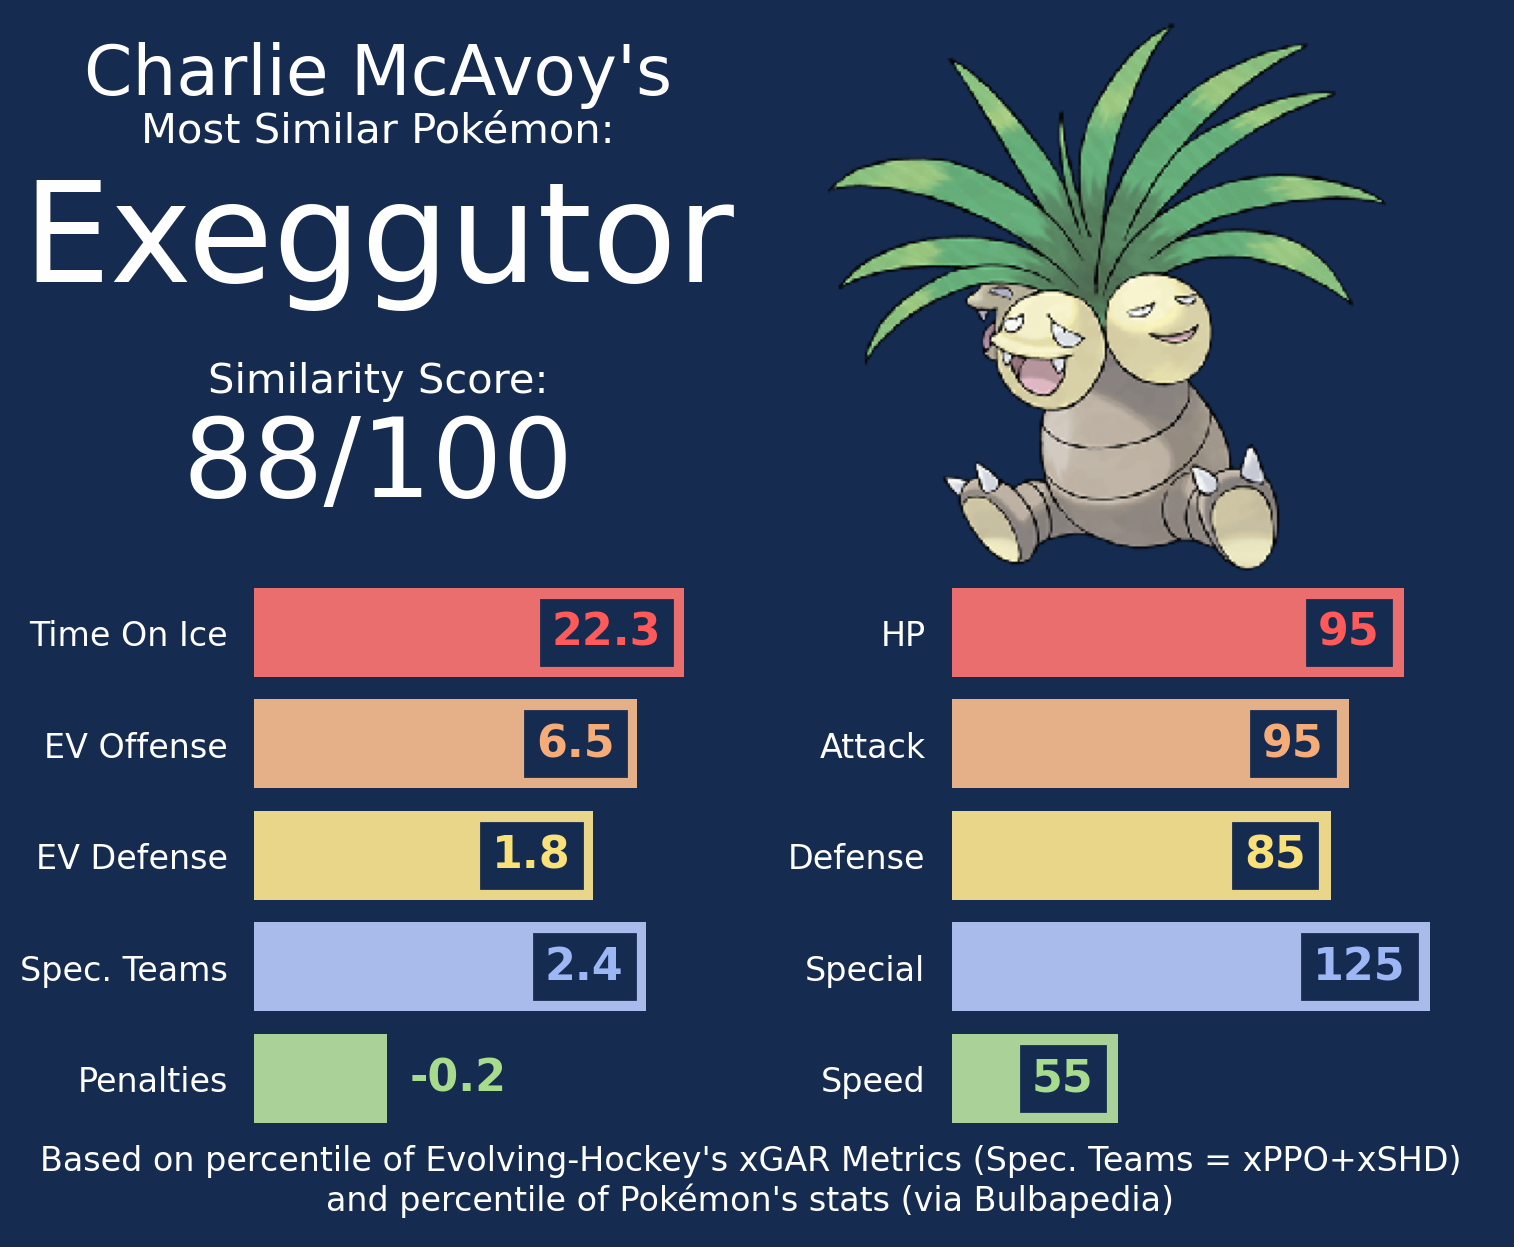 Charlie McAvoy's
Most Similar Pokémon:
Exeggutor
Similarity Score:
88/100
Time On Ice 22.3
EV Offense 6.5
EV Defense 1.8
Spec. Teams 2.4
Penalties -0.2
HP 95
Attack 95
Defense 85
Special 125
Speed 55
Based on percentile of Evolving-Hockey's xGAR Metrics (Spec. Teams = xPPO+xSHD)
and percentile of Pokémon's stats (via Bulbapedia)